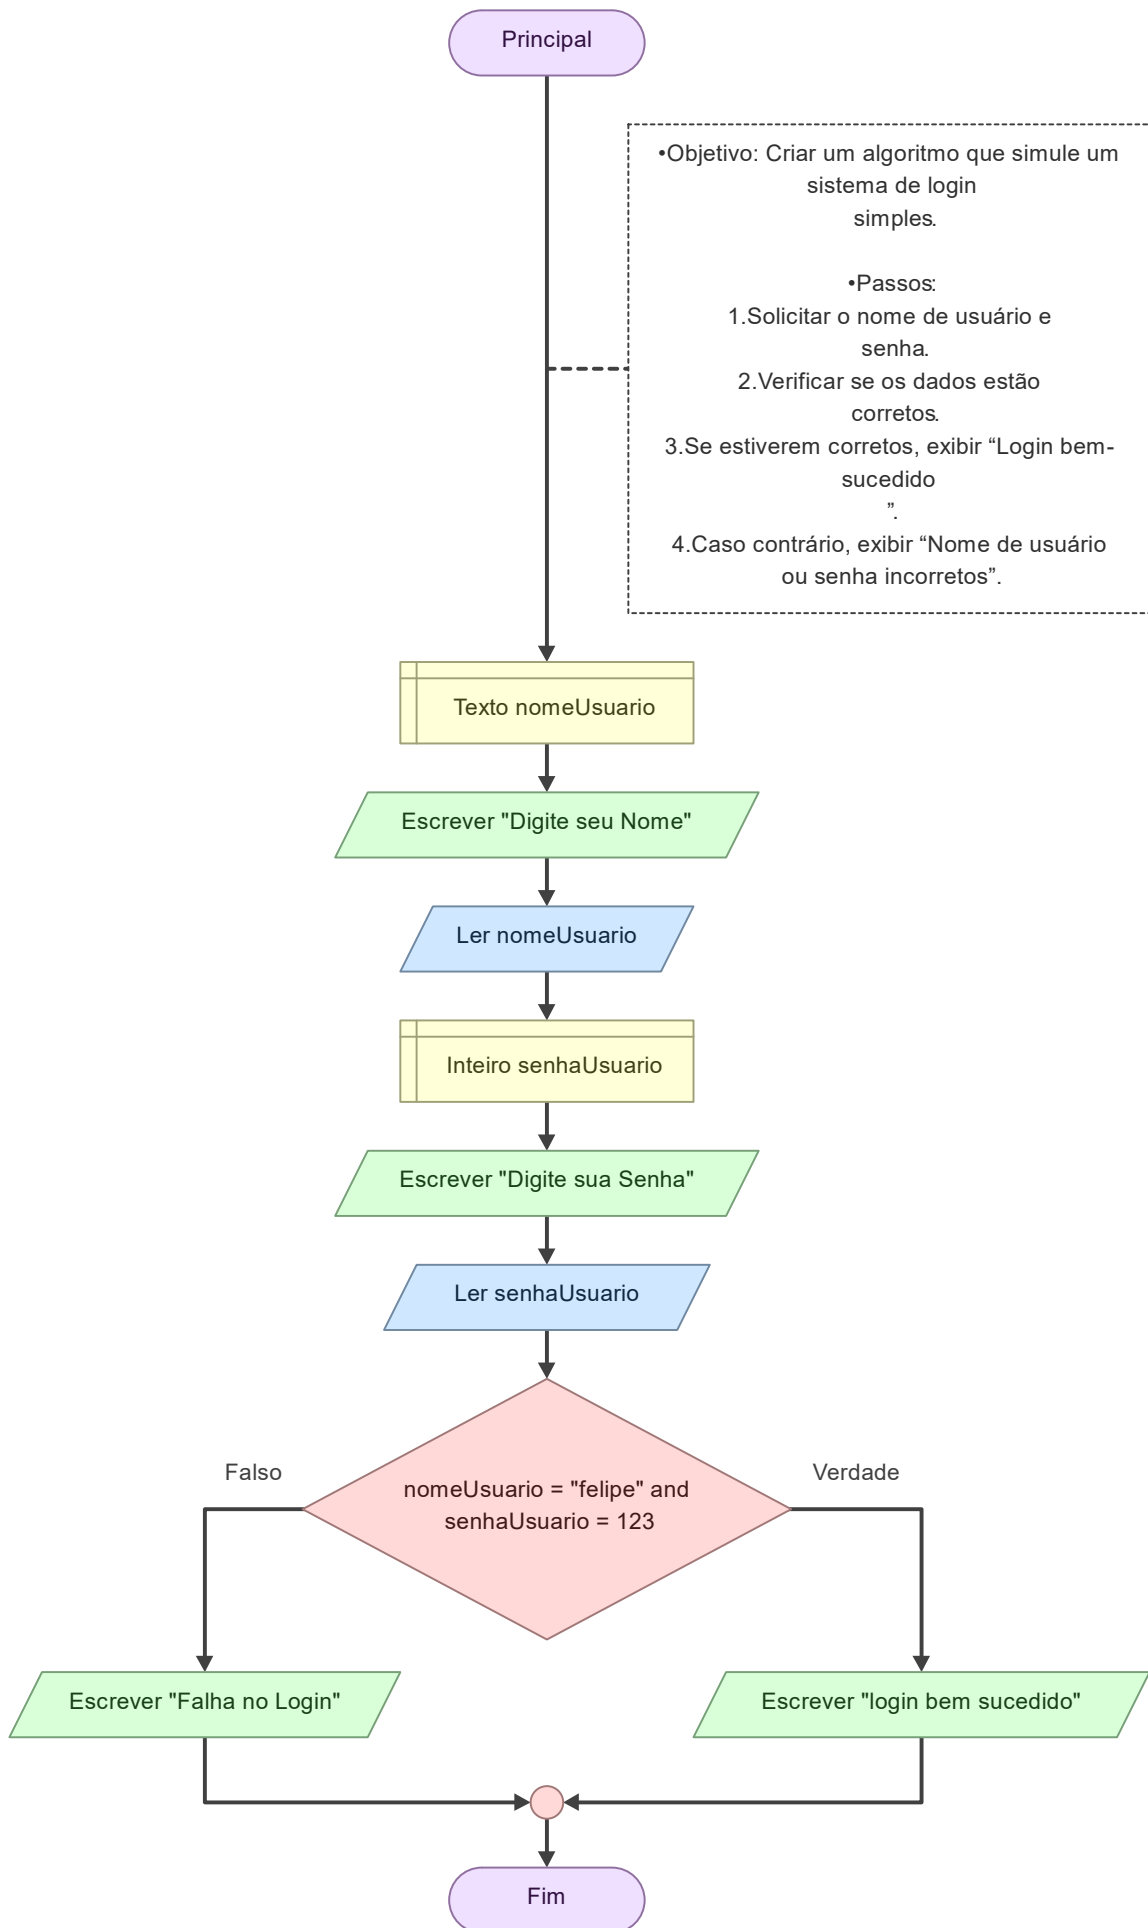 Principal
•Objetivo: Criar um algoritmo que simule um
sistema de login
simples.
•Passos:
1.Solicitar o nome de usuário e
senha.
2.Verificar se os dados estão
corretos.
3.Se estiverem corretos, exibir “Login bem-
sucedido
”.
4.Caso contrário, exibir “Nome de usuário
ou senha incorretos”.
Texto nomeUsuario
Escrever "Digite seu Nome"
Ler nomeUsuario
Inteiro senhaUsuario
Escrever "Digite sua Senha"
Ler senhaUsuario
Falso
Verdade
nomeUsuario = "felipe" and
senhaUsuario = 123
Escrever "Falha no Login"
Escrever "login bem sucedido"
Fim